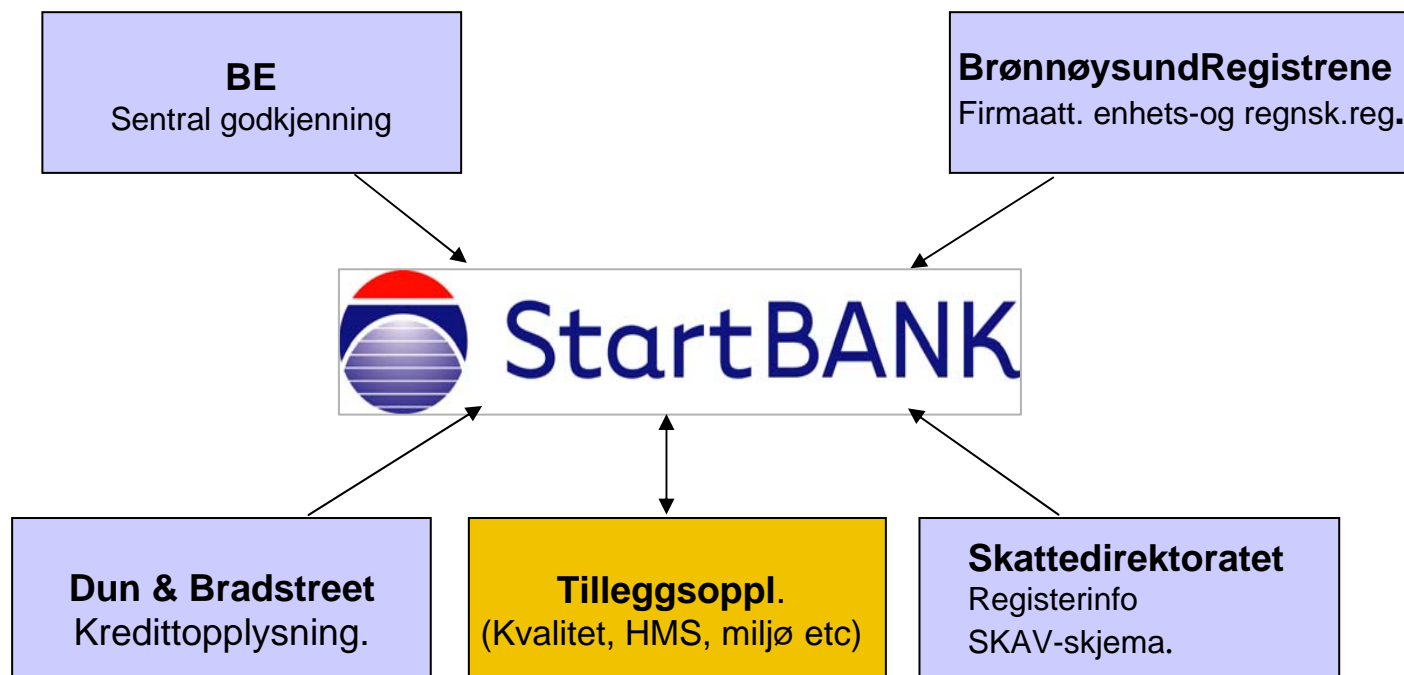 BE
Sentral godkjenning
BrønnøysundRegistrene
Firmaatt. enhets-og regnsk.reg.
StartBANK
Dun & Bradstreet
Kredittopplysning.
Tilleggsoppl.
(Kvalitet, HMS, miljø etc)
Skattedirektoratet
Registerinfo
SKAV-skjema.